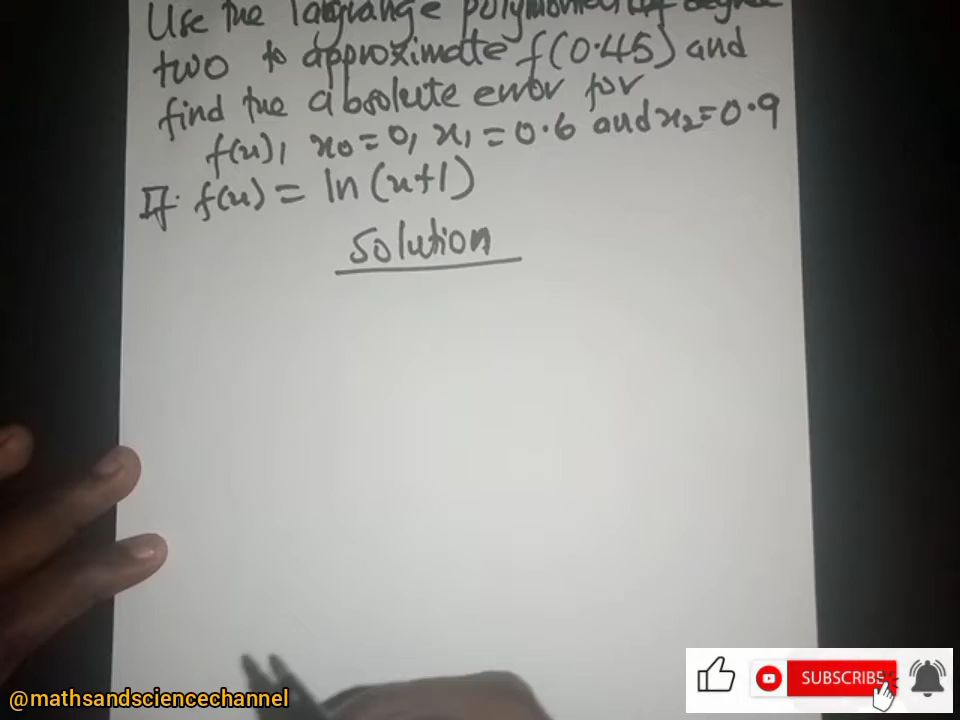 Use the langrange polynomial of degree
two to approximate f(0.45) and
find the absolute error for
f(x), x0 = 0, x1 = 0.6 and x2 = 0.9
If f(x) = ln(x+1)
Solution
SUBSCRIBE
@mathsandsciencechannel